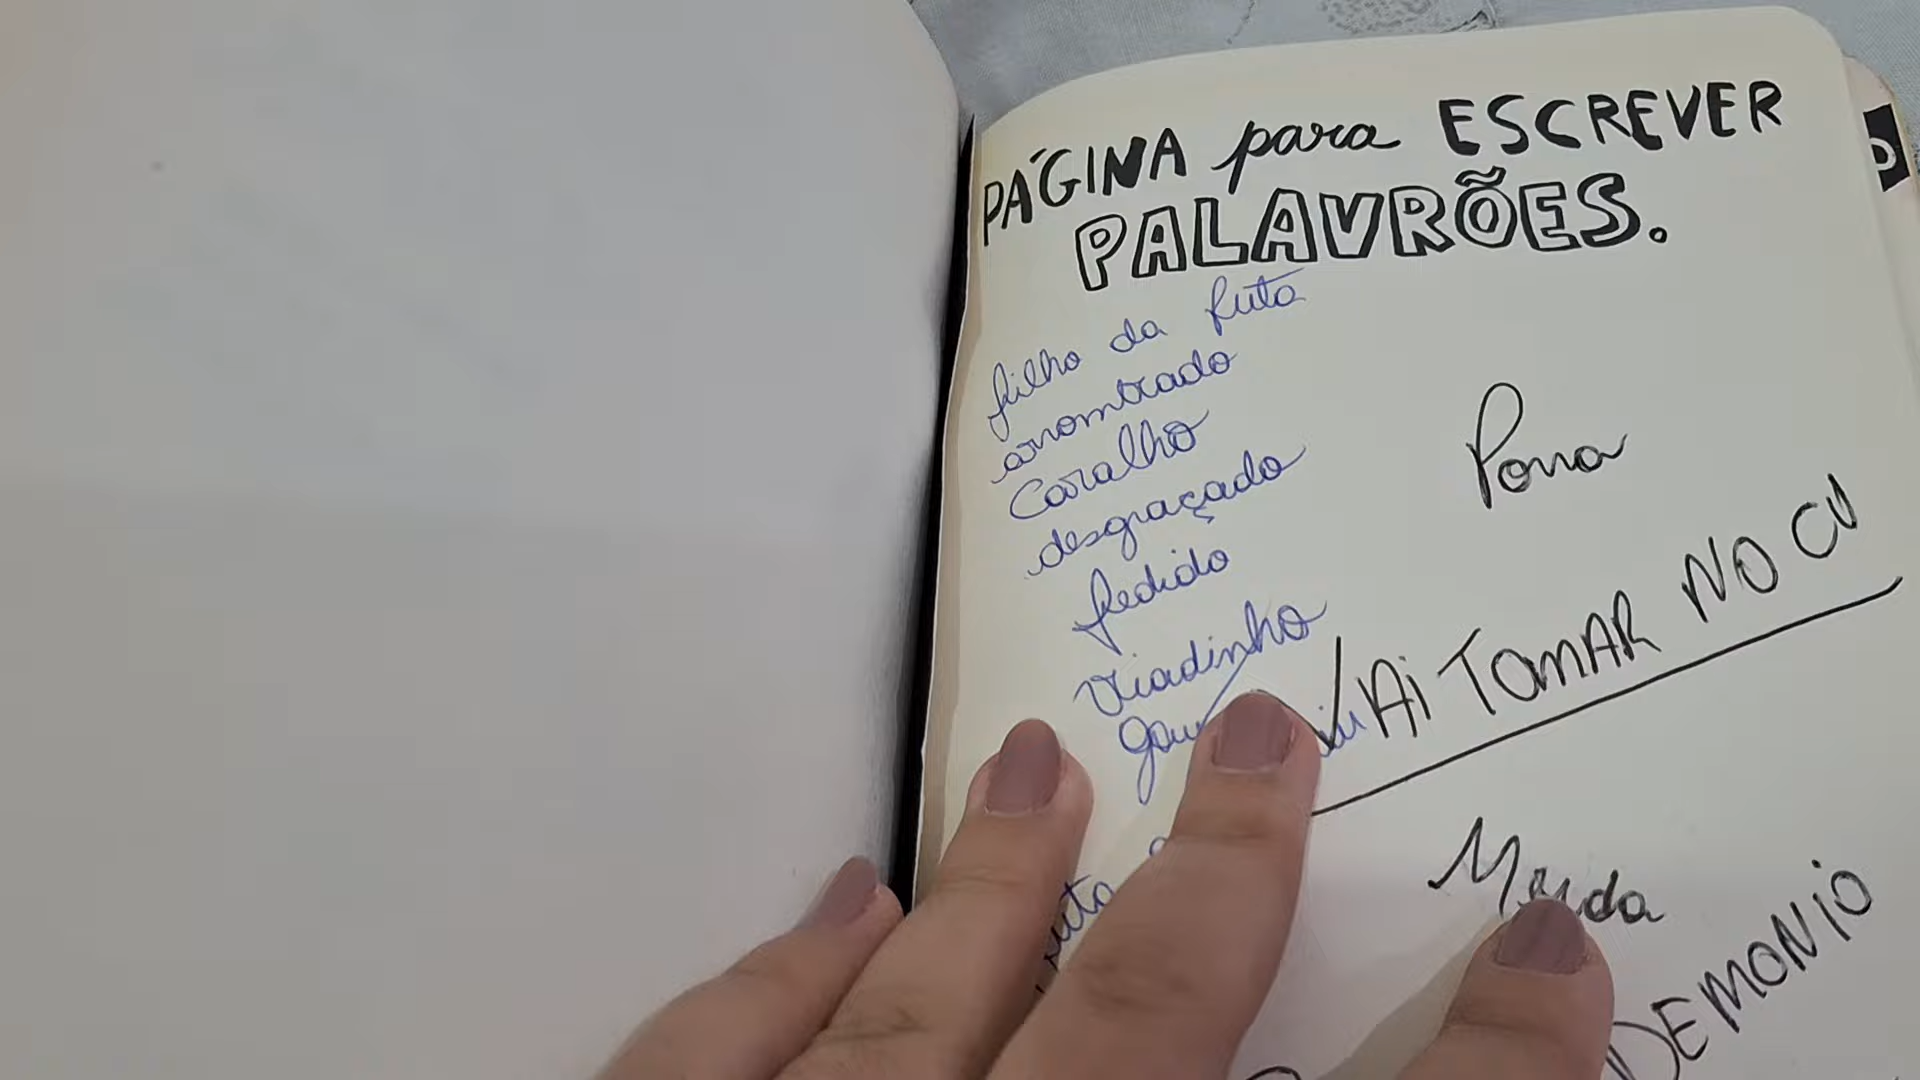 PÁGINA para ESCREVER
PALAVRÕES.
filho da puta
arrombado
Caralho
desgraçado
fedido
Viadinho
Porra
VAI TOMAR NO CU
Merda
puta
DEMONIO